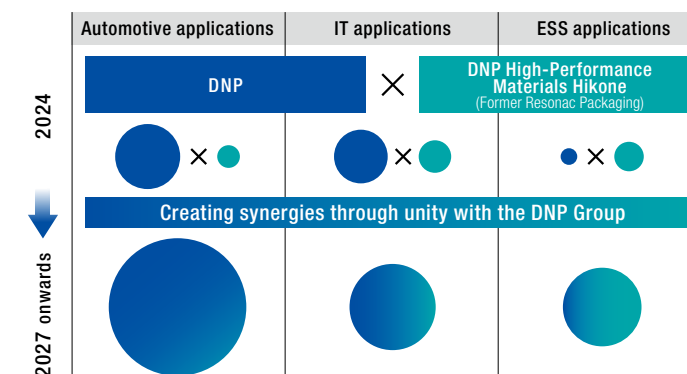 Automotive applications
IT applications
ESS applications
2024
DNP
×
DNP High-Performance
Materials Hikone
(Former Resonac Packaging)
×
×
×
Creating synergies through unity with the DNP Group
2027 onwards